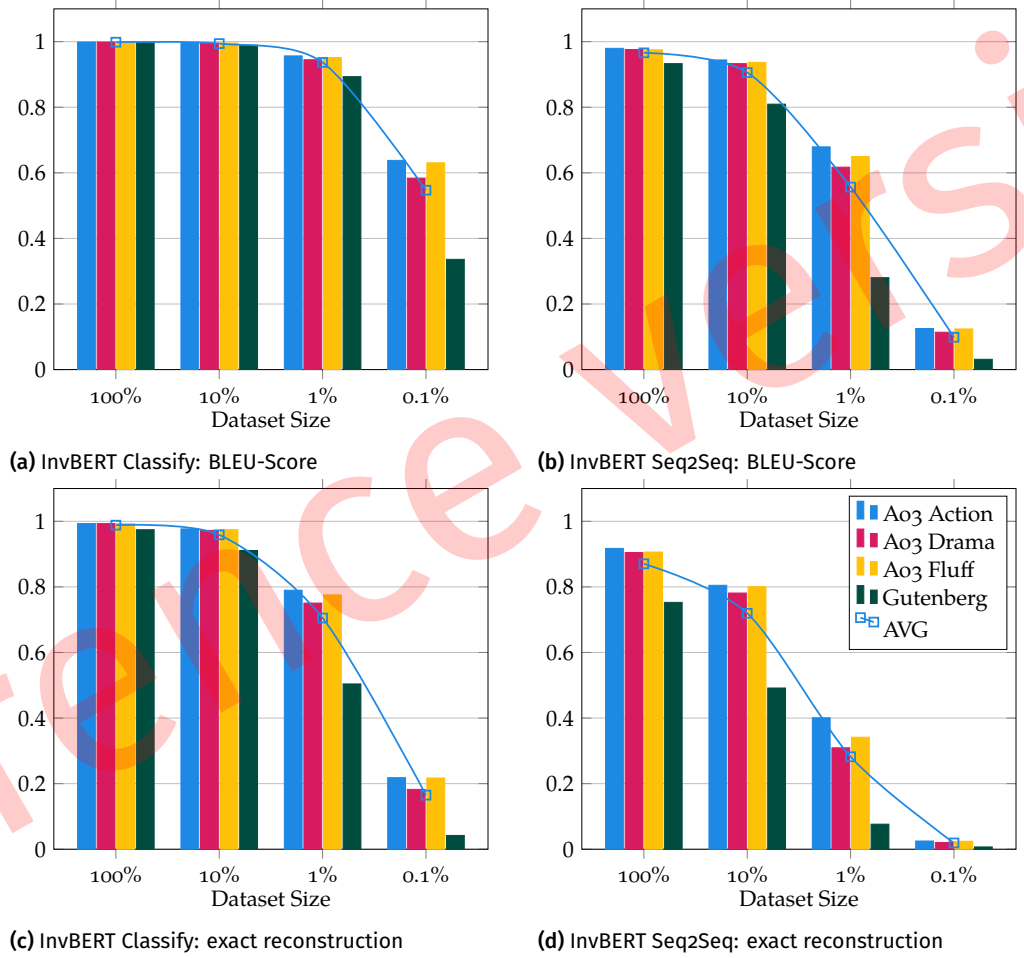 1
0.8
0.6
0.4
0.2
0
100% 10% 1% 0.1%
Dataset Size
(a) InvBERT Classify: BLEU-Score
1
0.8
0.6
0.4
0.2
0
100% 10% 1% 0.1%
Dataset Size
(b) InvBERT Seq2Seq: BLEU-Score
1
0.8
0.6
0.4
0.2
0
100% 10% 1% 0.1%
Dataset Size
(c) InvBERT Classify: exact reconstruction
1
0.8
0.6
0.4
0.2
0
Ao3 Action
Ao3 Drama
Ao3 Fluff
Gutenberg
AVG
100% 10% 1% 0.1%
Dataset Size
(d) InvBERT Seq2Seq: exact reconstruction
rence versi